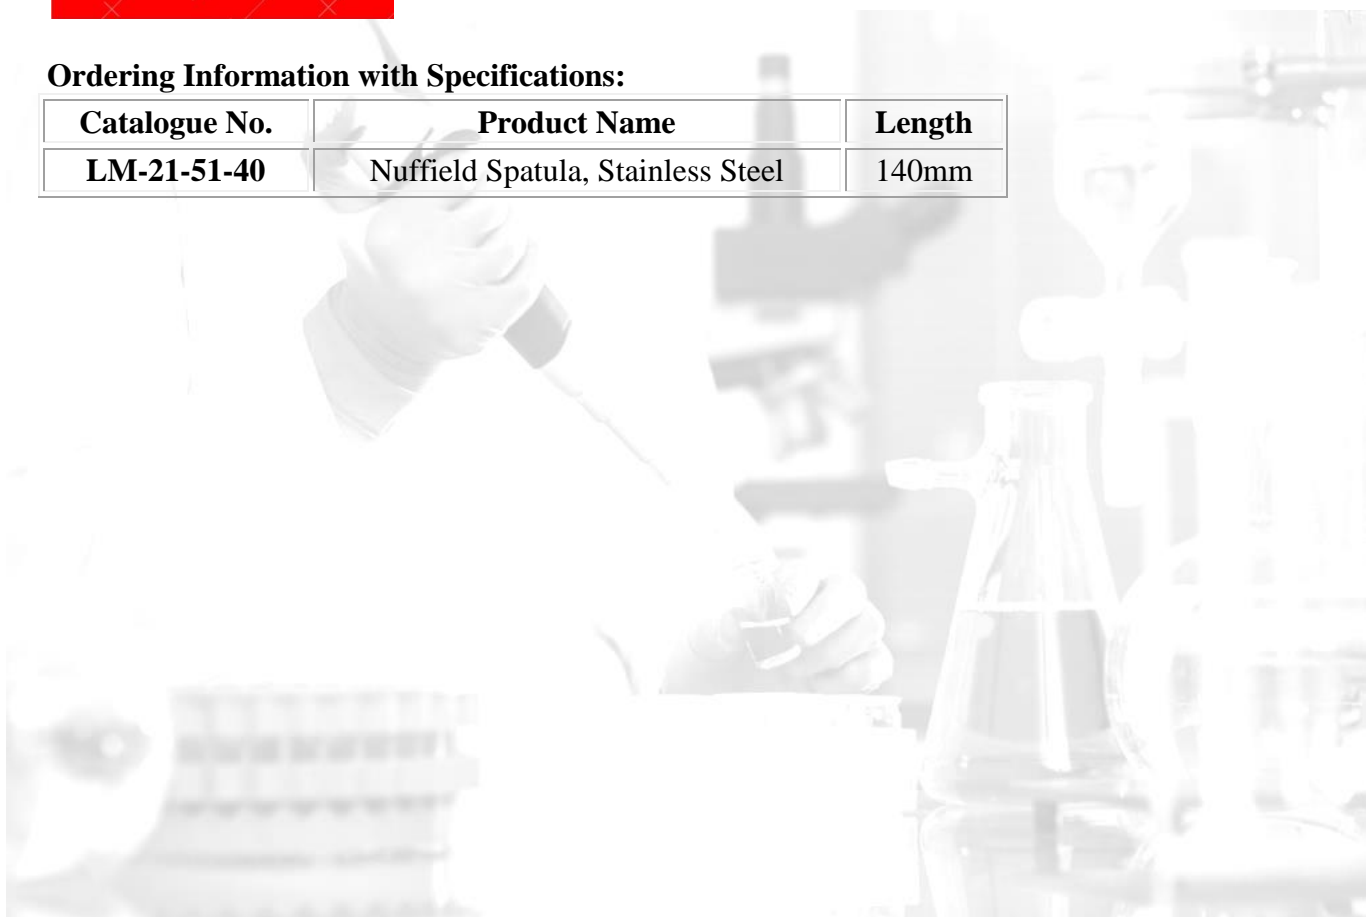 Ordering Information with Specifications:
Catalogue No. Product Name Length
LM-21-51-40 Nuffield Spatula, Stainless Steel 140mm